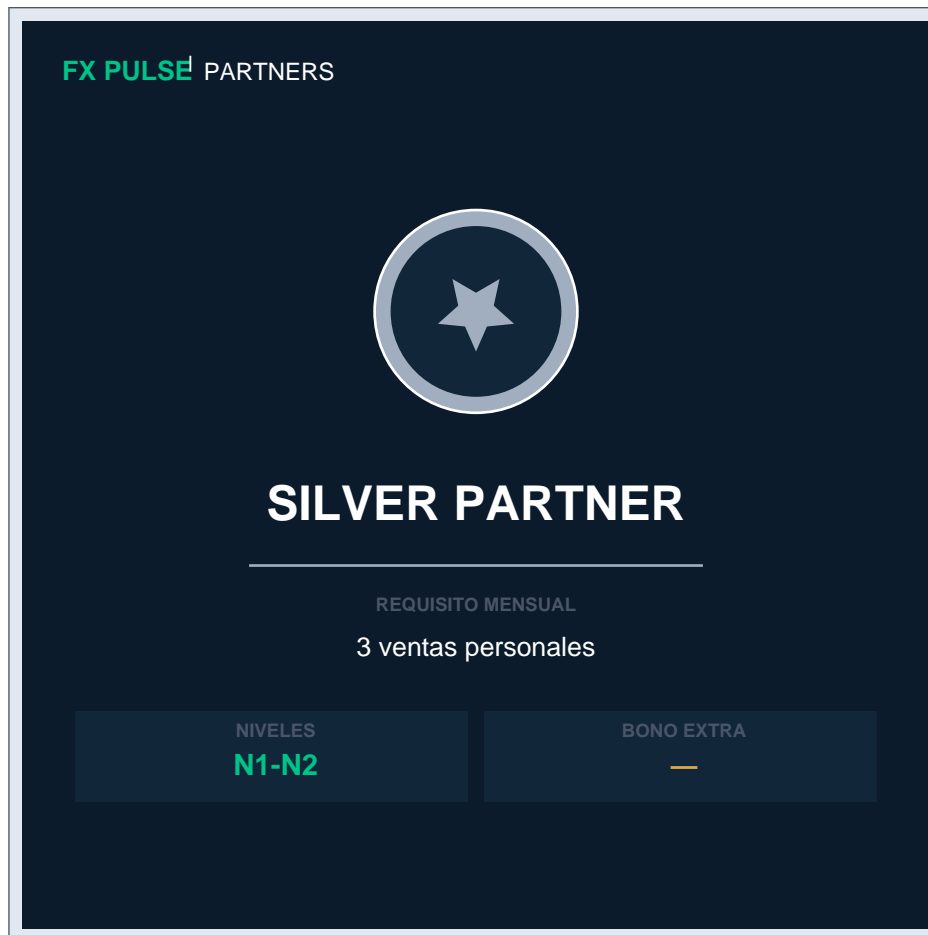 FX PULSE | PARTNERS
SILVER PARTNER
REQUISITO MENSUAL
3 ventas personales
NIVELES
N1-N2
BONO EXTRA
—